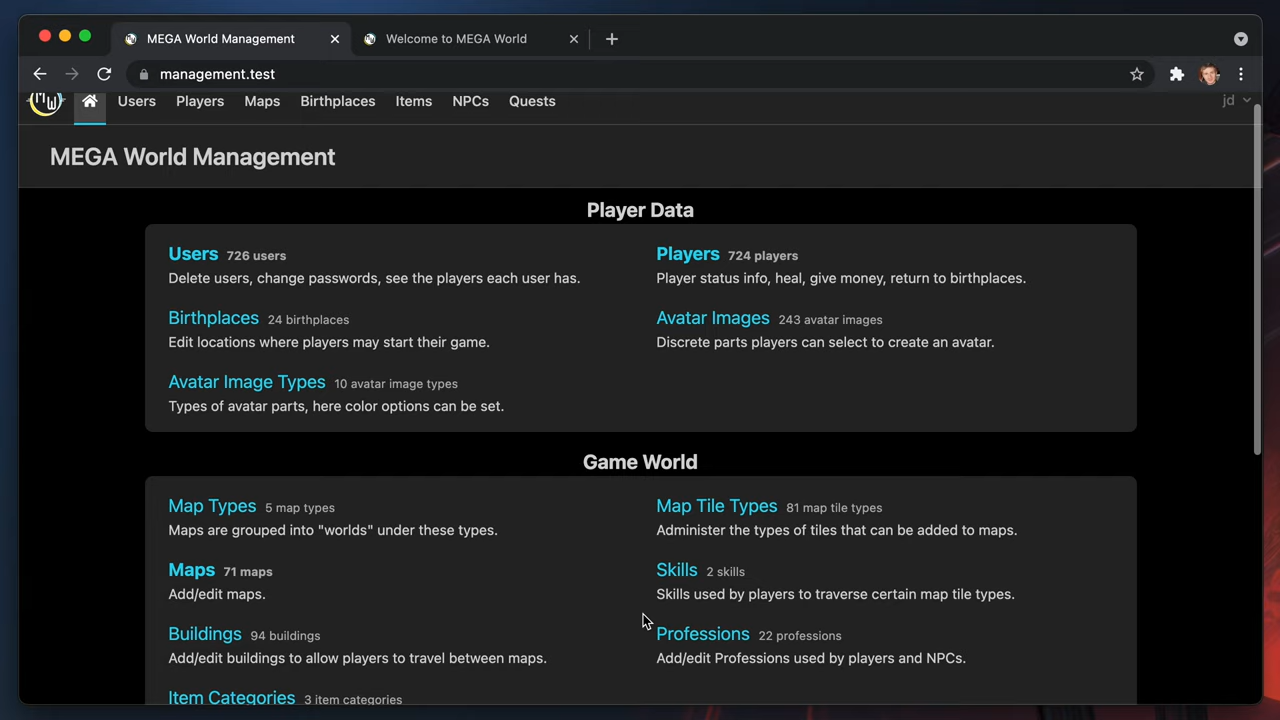 MEGA World Management
Welcome to MEGA World
management.test
MW Users Players Maps Birthplaces Items NPCs Quests jd
MEGA World Management
Player Data
Users 726 users
Delete users, change passwords, see the players each user has.
Players 724 players
Player status info, heal, give money, return to birthplaces.
Birthplaces 24 birthplaces
Edit locations where players may start their game.
Avatar Images 243 avatar images
Discrete parts players can select to create an avatar.
Avatar Image Types 10 avatar image types
Types of avatar parts, here color options can be set.
Game World
Map Types 5 map types
Maps are grouped into "worlds" under these types.
Map Tile Types 81 map tile types
Administer the types of tiles that can be added to maps.
Maps 71 maps
Add/edit maps.
Skills 2 skills
Skills used by players to traverse certain map tile types.
Buildings 94 buildings
Add/edit buildings to allow players to travel between maps.
Professions 22 professions
Add/edit Professions used by players and NPCs.
Item Categories 3 item categories